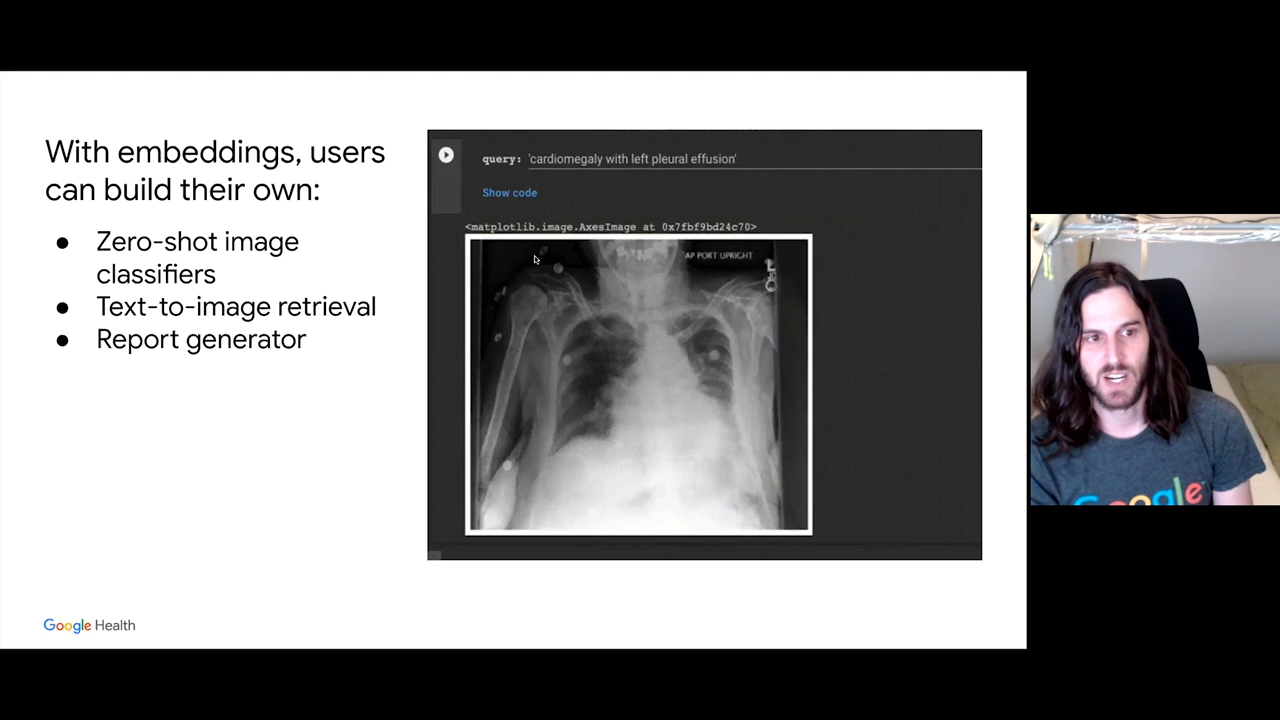 With embeddings, users
can build their own:
● Zero-shot image
classifiers
● Text-to-image retrieval
● Report generator
query: 'cardiomegaly with left pleural effusion'
Show code
<matplotlib.image.AxesImage at 0x7fbf9bd24c70>
AP PORT UPRIGHT
L
Google Health
Google